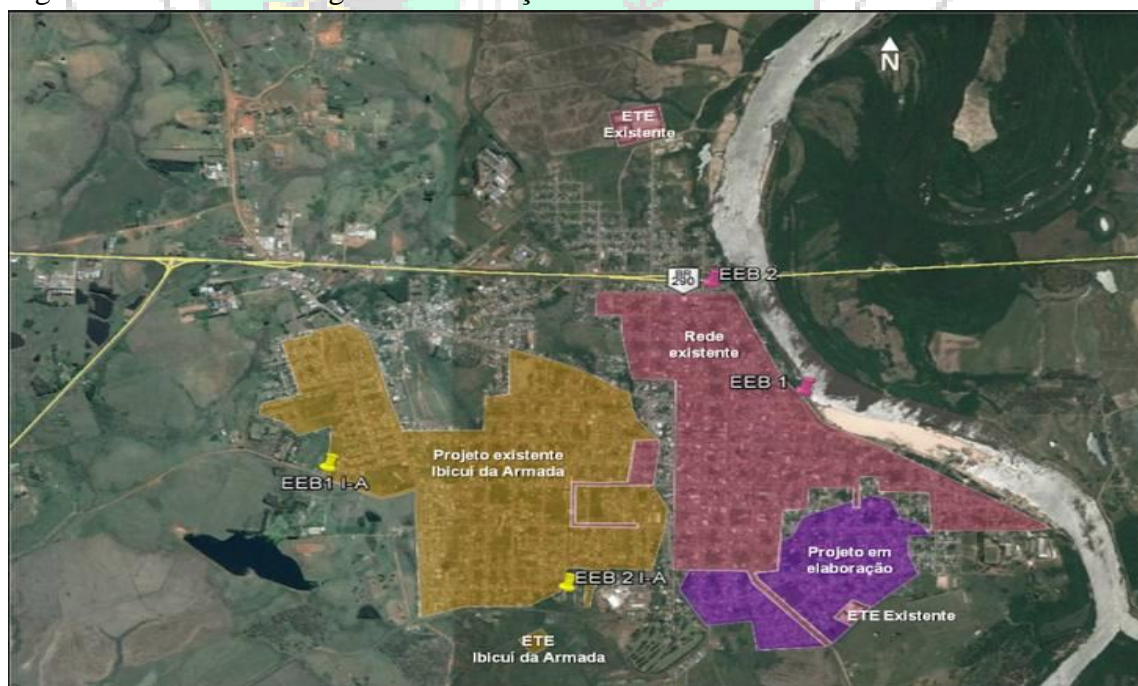 N
ETE
Existente
BR
290
EEB 2
Rede
existente
EEB 1
Projeto existente
Ibicuí da Armada
EEB1 I-A
EEB 2 I-A
Projeto em
elaboração
ETE Existente
ETE
Ibicuí da Armada